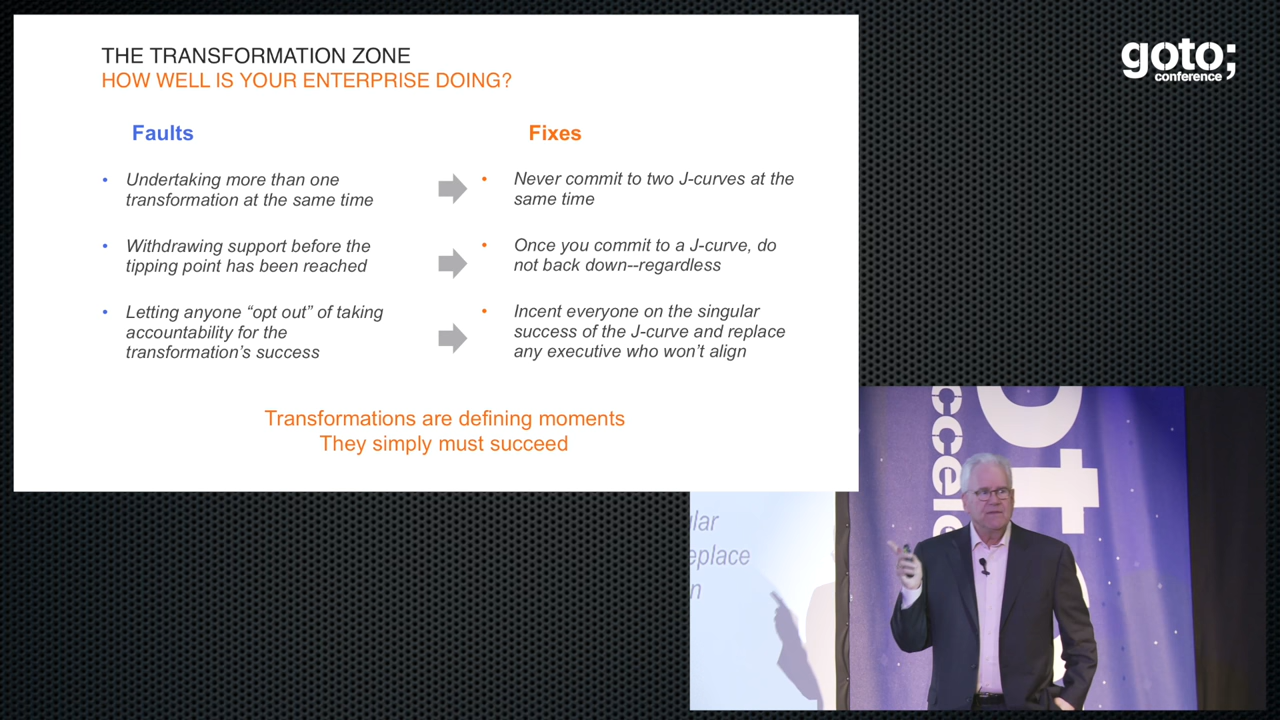 THE TRANSFORMATION ZONE
HOW WELL IS YOUR ENTERPRISE DOING?
Faults
Fixes
• Undertaking more than one
transformation at the same time
• Never commit to two J-curves at the
same time
• Withdrawing support before the
tipping point has been reached
• Once you commit to a J-curve, do
not back down--regardless
• Letting anyone “opt out” of taking
accountability for the
transformation’s success
• Incent everyone on the singular
success of the J-curve and replace
any executive who won’t align
Transformations are defining moments
They simply must succeed
goto;
conference